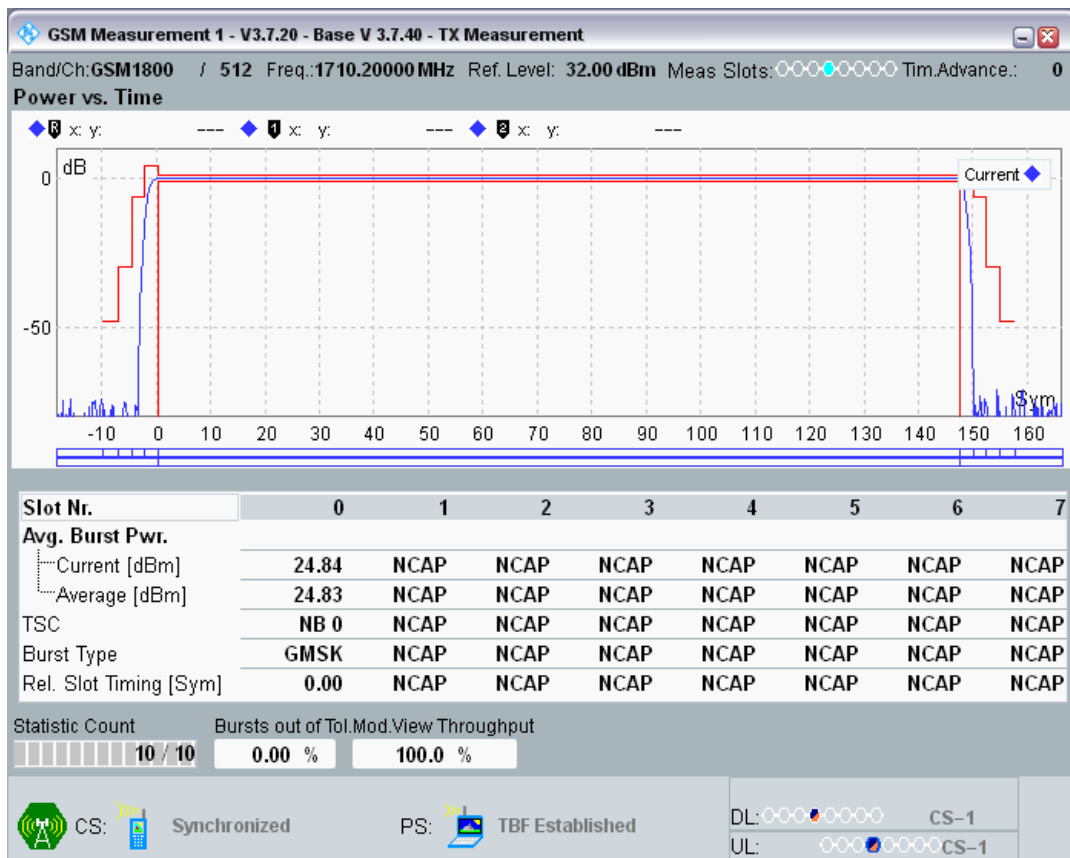 GSM Measurement 1 - V3.7.20 - Base V 3.7.40 - TX Measurement
Band/Ch:GSM1800 / 512 Freq.:1710.20000 MHz Ref. Level: 32.00 dBm Meas Slots: Tim.Advance.: 0
Power vs. Time
R x: y: --- 1 x: y: --- 2 x: y: ---
dB
Current
0
-50
Sym
-10 0 10 20 30 40 50 60 70 80 90 100 110 120 130 140 150 160
Slot Nr. 0 1 2 3 4 5 6 7
Avg. Burst Pwr.
Current [dBm] 24.84 NCAP NCAP NCAP NCAP NCAP NCAP NCAP
Average [dBm] 24.83 NCAP NCAP NCAP NCAP NCAP NCAP NCAP
TSC NB 0 NCAP NCAP NCAP NCAP NCAP NCAP NCAP
Burst Type GMSK NCAP NCAP NCAP NCAP NCAP NCAP NCAP
Rel. Slot Timing [Sym] 0.00 NCAP NCAP NCAP NCAP NCAP NCAP NCAP
Statistic Count Bursts out of Tol.Mod.View Throughput
10 / 10 0.00 % 100.0 %
CS: Synchronized PS: TBF Established
DL: CS-1
UL: CS-1